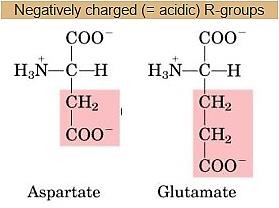 Negatively charged (= acidic) R-groups
COO⁻ COO⁻
H₃N⁺—C—H H₃N⁺—C—H
CH₂ CH₂
COO⁻ CH₂
COO⁻
Aspartate Glutamate